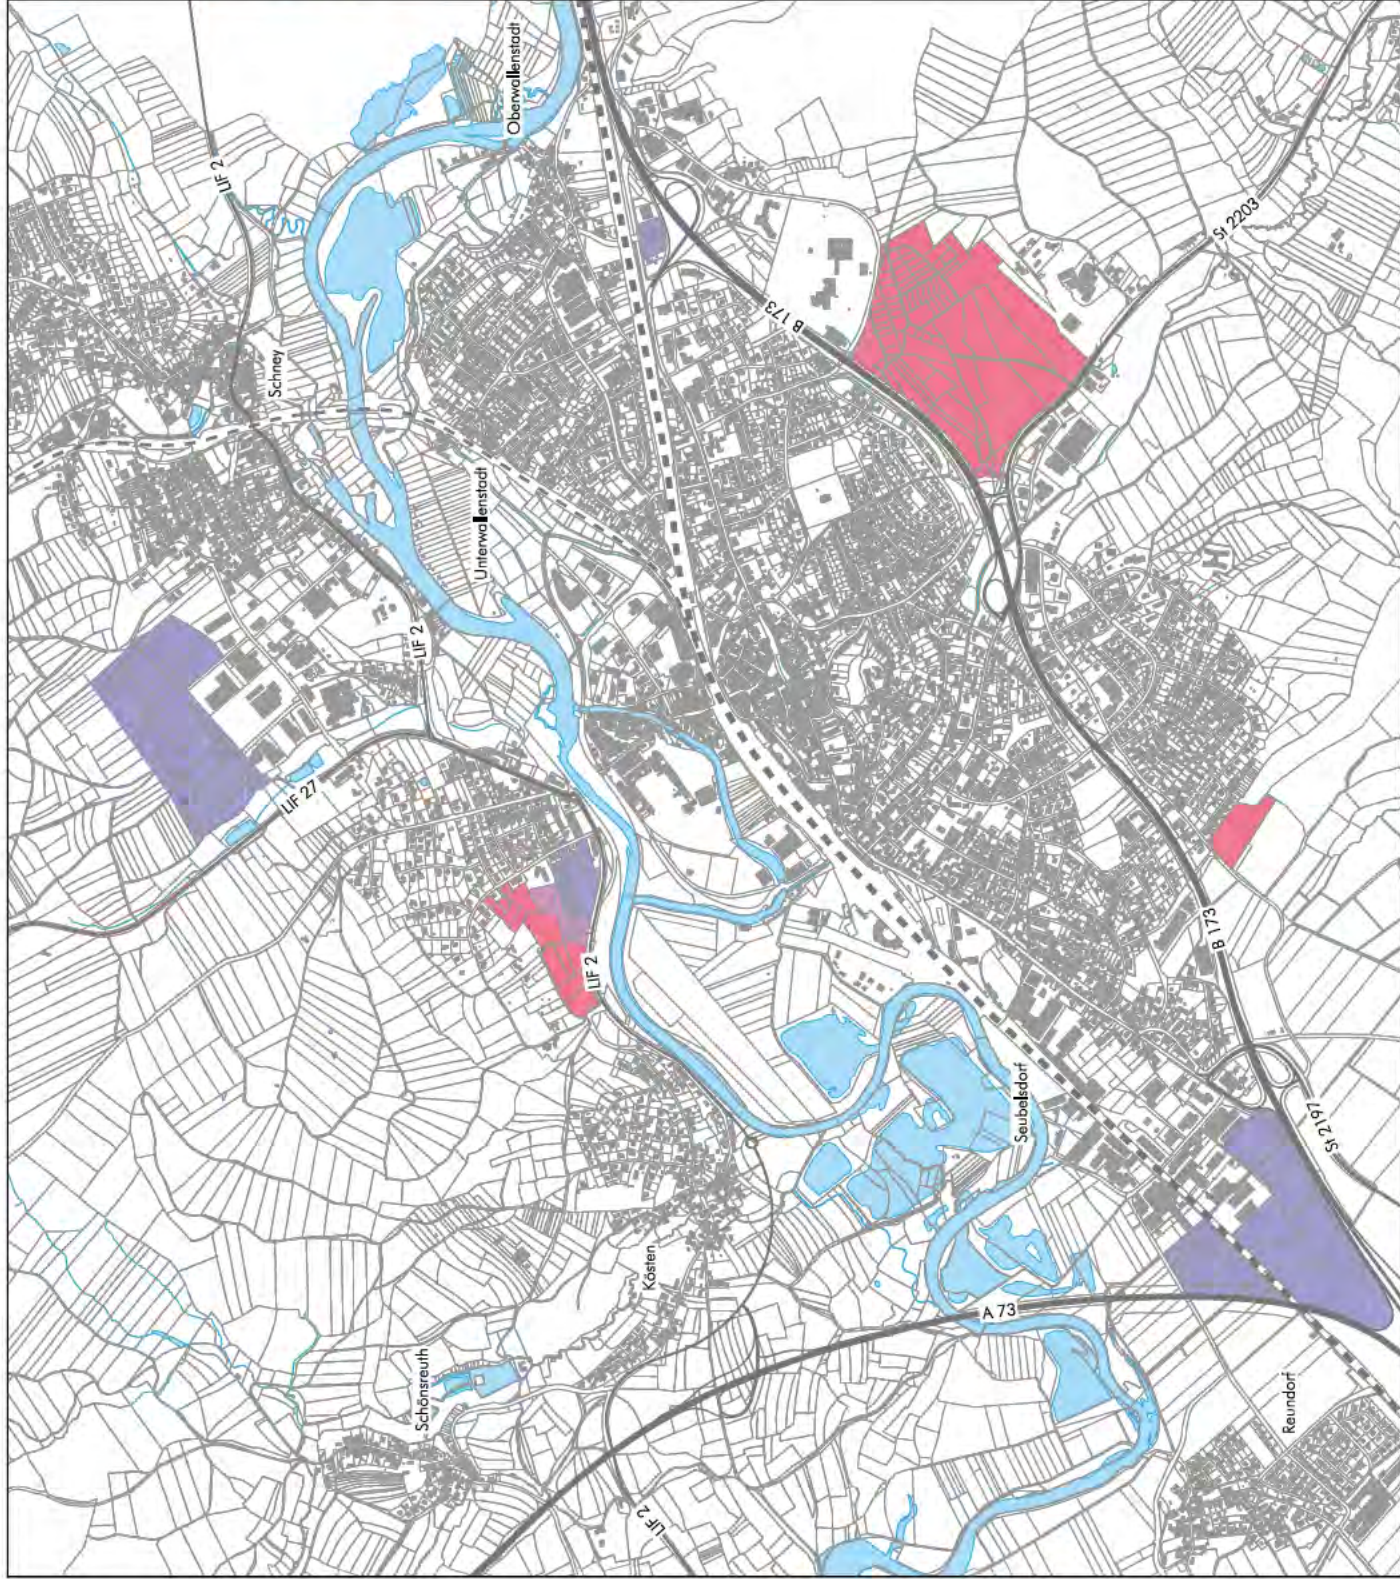 LIF 2
Schney
Oberwallenstadt
Unterwallenstadt
LIF 2
LIF 27
B 173
St 2203
LIF 2
Schönsreuth
Kösten
LIF 2
A 73
Seubelsdorf
B 173
St 2197
Reundorf